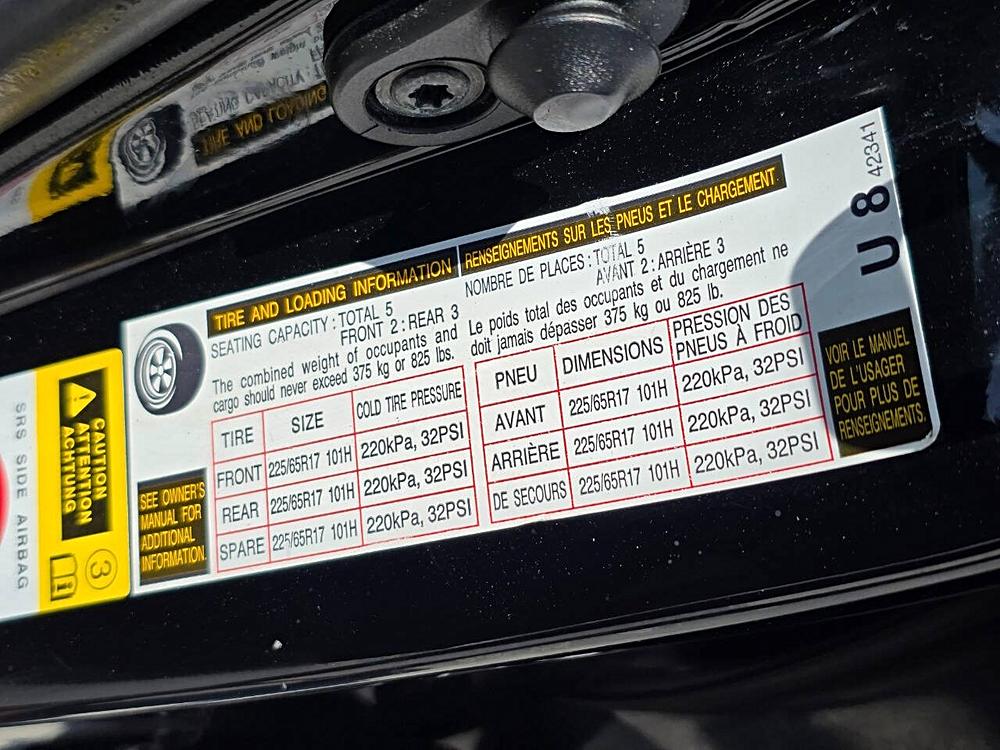 TIRE AND LOADING INFORMATION
SEATING CAPACITY : TOTAL 5
FRONT 2 : REAR 3
The combined weight of occupants and
cargo should never exceed 375 kg or 825 lbs.
TIRE SIZE COLD TIRE PRESSURE
FRONT 225/65R17 101H 220kPa, 32PSI
REAR 225/65R17 101H 220kPa, 32PSI
SPARE 225/65R17 101H 220kPa, 32PSI
SEE OWNER'S
MANUAL FOR
ADDITIONAL
INFORMATION.
RENSEIGNEMENTS SUR LES PNEUS ET LE CHARGEMENT
NOMBRE DE PLACES : TOTAL 5
AVANT 2 : ARRIÈRE 3
Le poids total des occupants et du chargement ne
doit jamais dépasser 375 kg ou 825 lb.
PNEU DIMENSIONS PRESSION DES
PNEUS À FROID
AVANT 225/65R17 101H 220kPa, 32PSI
ARRIÈRE 225/65R17 101H 220kPa, 32PSI
DE SECOURS 225/65R17 101H 220kPa, 32PSI
VOIR LE MANUEL
DE L'USAGER
POUR PLUS DE
RENSEIGNEMENTS.
U 8 42341
CAUTION
ATTENTION
ACHTUNG
3
SRS SIDE AIRBAG
TIRE AND LOADING
SEATING CAPACITY : T